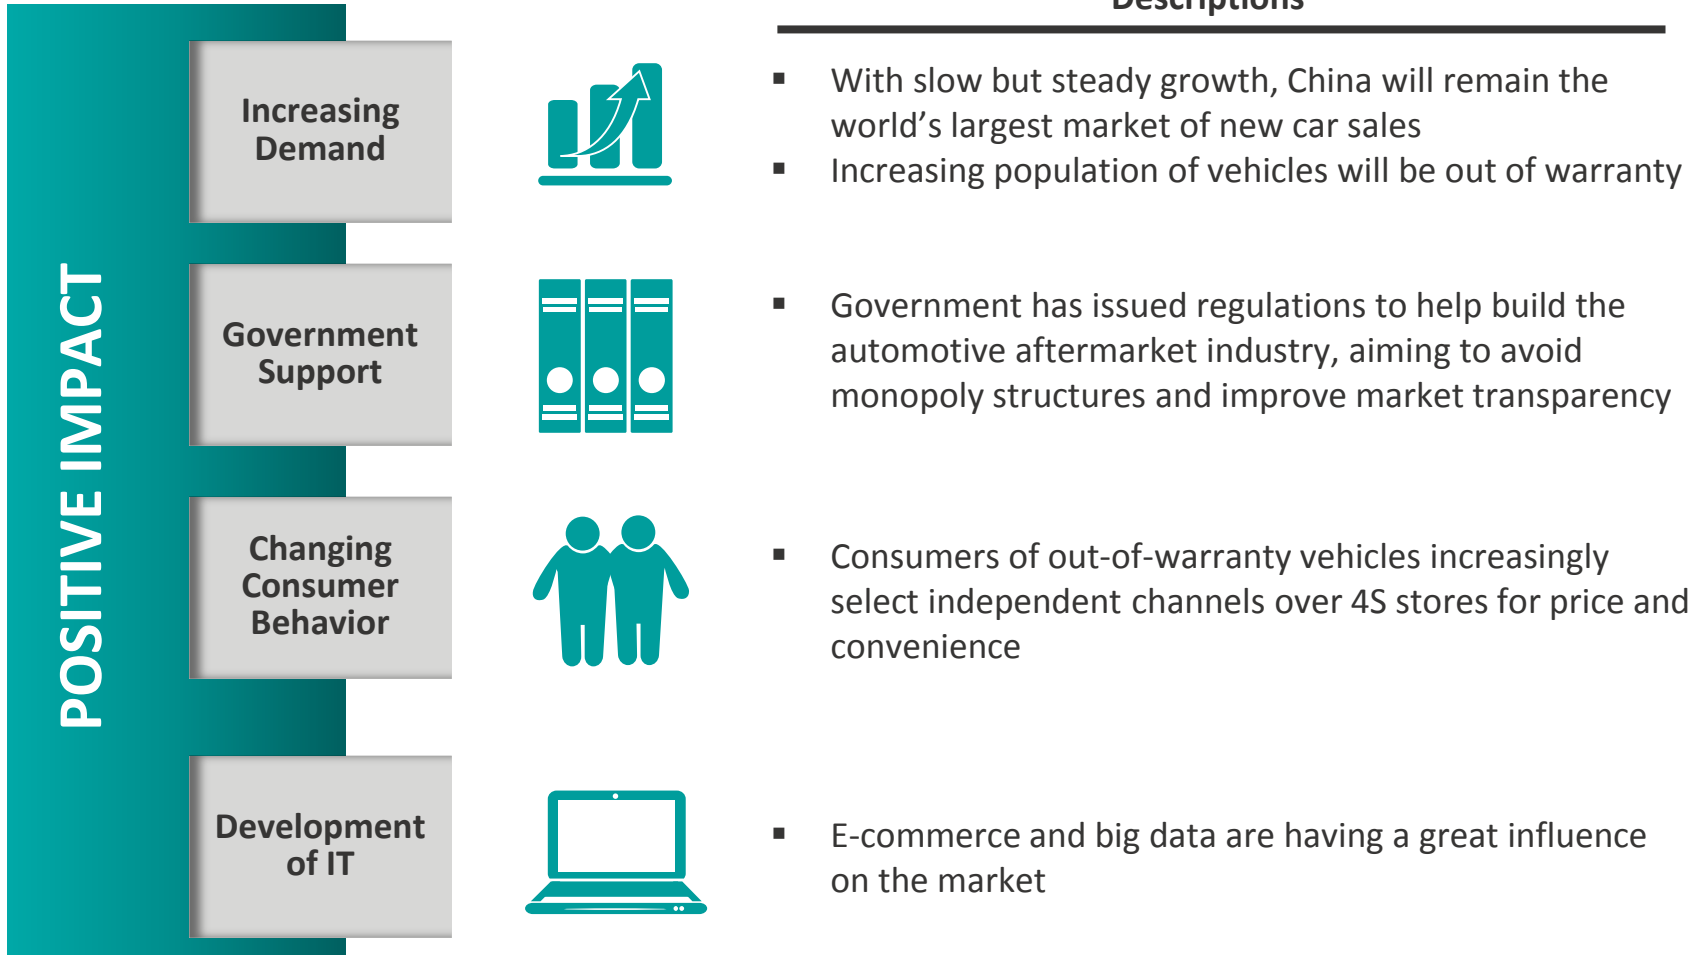 Descriptions
POSITIVE IMPACT
Increasing
Demand
▪ With slow but steady growth, China will remain the
world’s largest market of new car sales
▪ Increasing population of vehicles will be out of warranty
Government
Support
▪ Government has issued regulations to help build the
automotive aftermarket industry, aiming to avoid
monopoly structures and improve market transparency
Changing
Consumer
Behavior
▪ Consumers of out-of-warranty vehicles increasingly
select independent channels over 4S stores for price and
convenience
Development
of IT
▪ E-commerce and big data are having a great influence
on the market